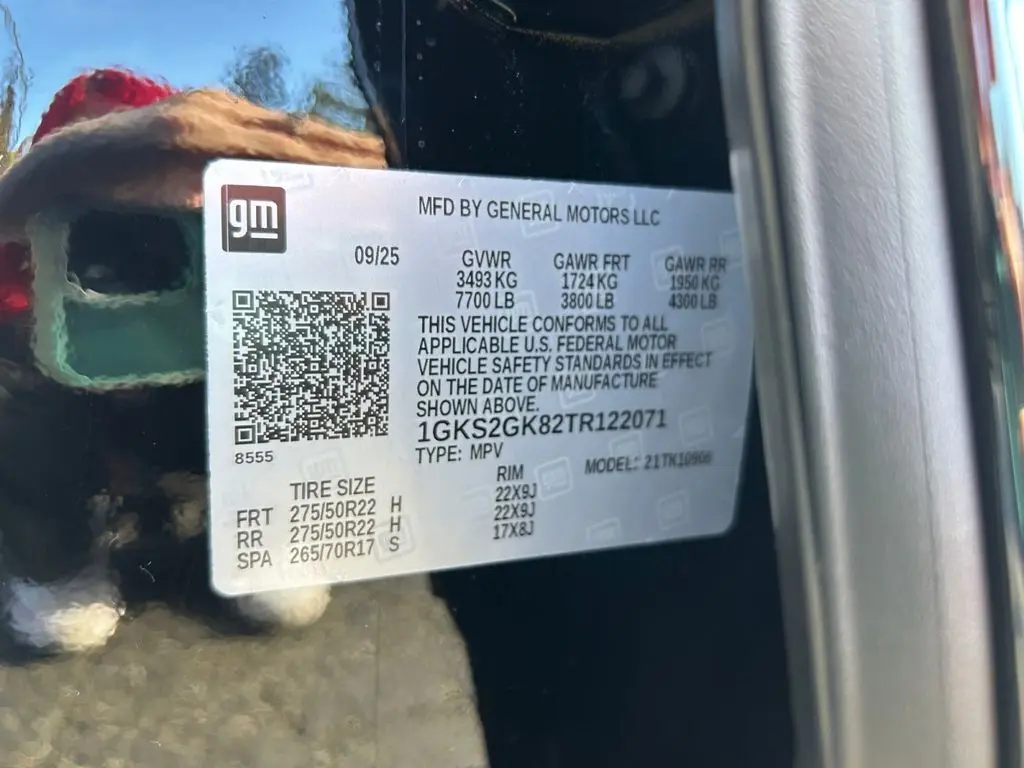 gm
MFD BY GENERAL MOTORS LLC
09/25
GVWR GAWR FRT GAWR RR
3493 KG 1724 KG 1950 KG
7700 LB 3800 LB 4300 LB
THIS VEHICLE CONFORMS TO ALL
APPLICABLE U.S. FEDERAL MOTOR
VEHICLE SAFETY STANDARDS IN EFFECT
ON THE DATE OF MANUFACTURE
SHOWN ABOVE.
1GKS2GK82TR122071
8555
TYPE: MPV
MODEL:
TIRE SIZE RIM
FRT 275/50R22 H 22X9J
RR 275/50R22 H 22X9J
SPA 265/70R17 S 17X8J